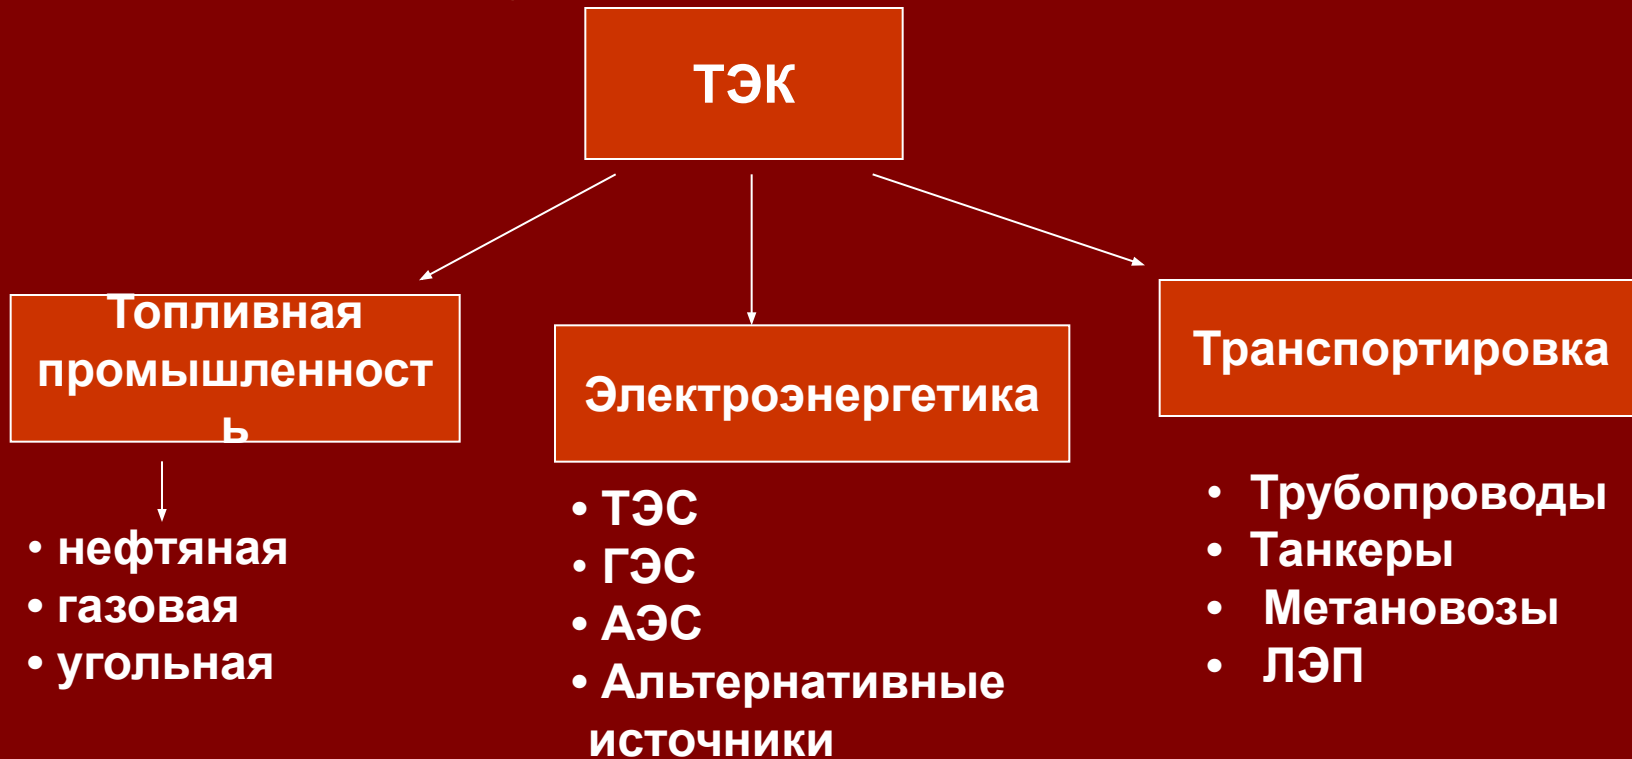 ТЭК
Топливная
промышленност
ь
• нефтяная
• газовая
• угольная
Электроэнергетика
• ТЭС
• ГЭС
• АЭС
• Альтернативные
источники
Транспортировка
• Трубопроводы
• Танкеры
• Метановозы
• ЛЭП